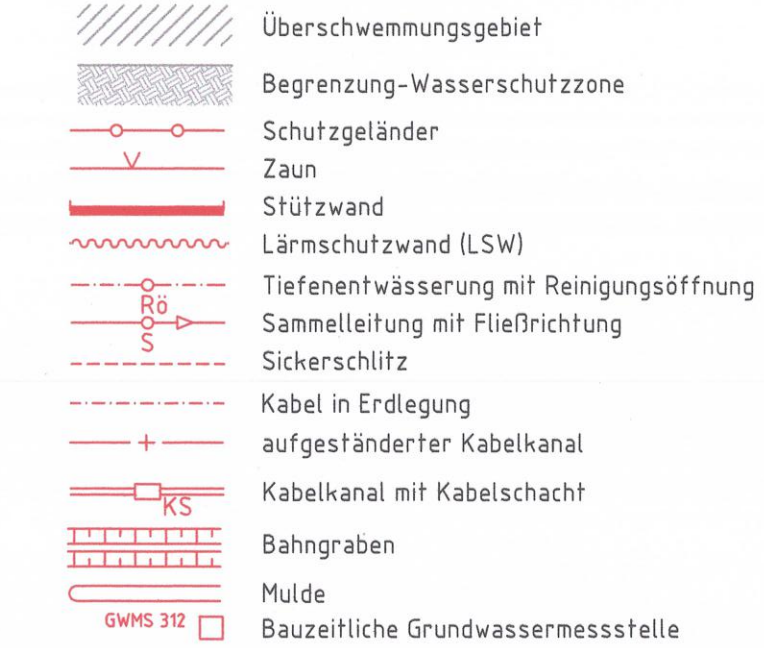 Überschwemmungsgebiet
Begrenzung-Wasserschutzzone
Schutzgeländer
Zaun
Stützwand
Lärmschutzwand (LSW)
Tiefenentwässerung mit Reinigungsöffnung
Rö
Sammelleitung mit Fließrichtung
S
Sickerschlitz
Kabel in Erdlegung
aufgeständerter Kabelkanal
Kabelkanal mit Kabelschacht
KS
Bahngraben
Mulde
GWMS 312
Bauzeitliche Grundwassermessstelle